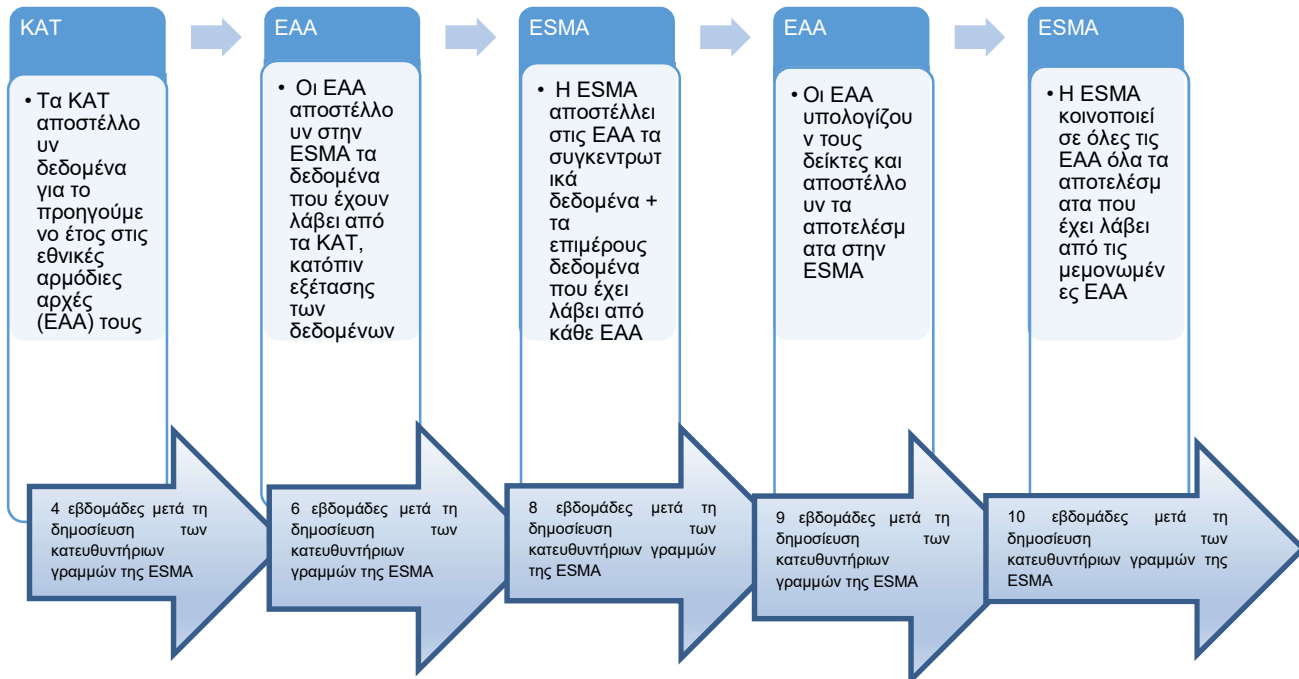 ΚΑΤ
• Τα ΚΑΤ
αποστέλλο
υν
δεδομένα
για το
προηγούμε
νο έτος στις
εθνικές
αρμόδιες
αρχές
(ΕΑΑ) τους
ΕΑΑ
• Οι ΕΑΑ
αποστέλλο
υν στην
ESMA τα
δεδομένα
που έχουν
λάβει από
τα ΚΑΤ,
κατόπιν
εξέτασης
των
δεδομένων
ESMA
• Η ESMA
αποστέλλει
στις ΕΑΑ τα
συγκεντρωτ
ικά
δεδομένα +
τα
επιμέρους
δεδομένα
που έχει
λάβει από
κάθε ΕΑΑ
ΕΑΑ
• Οι ΕΑΑ
υπολογίζου
ν τους
δείκτες και
αποστέλλο
υν τα
αποτελέσμ
ατα στην
ESMA
ESMA
• Η ESMA
κοινοποιεί
σε όλες τις
ΕΑΑ όλα τα
αποτελέσμ
ατα που
έχει λάβει
από τις
μεμονωμέν
ες ΕΑΑ
4 εβδομάδες μετά τη
δημοσίευση των
κατευθυντήριων
γραμμών της ESMA
6 εβδομάδες μετά τη
δημοσίευση των
κατευθυντήριων
γραμμών της ESMA
8 εβδομάδες μετά τη
δημοσίευση των
κατευθυντήριων γραμμών
της ESMA
9 εβδομάδες μετά τη
δημοσίευση των
κατευθυντήριων
γραμμών της ESMA
10 εβδομάδες μετά τη
δημοσίευση των
κατευθυντήριων γραμμών της
ESMA